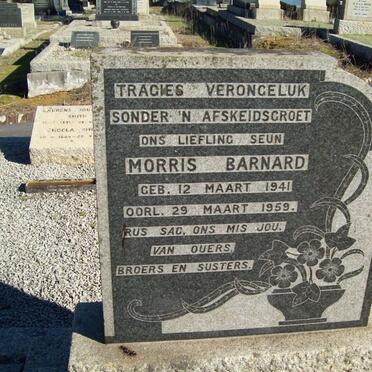 TRAGIES VERONGELUK
SONDER 'N AFSKEIDSGROET
ONS LIEFLING SEUN
MORRIS BARNARD
GEB. 12 MAART 1941
OORL. 29 MAART 1959.
RUS SAG, ONS MIS JOU.
VAN OUERS,
BROERS EN SUSTERS.